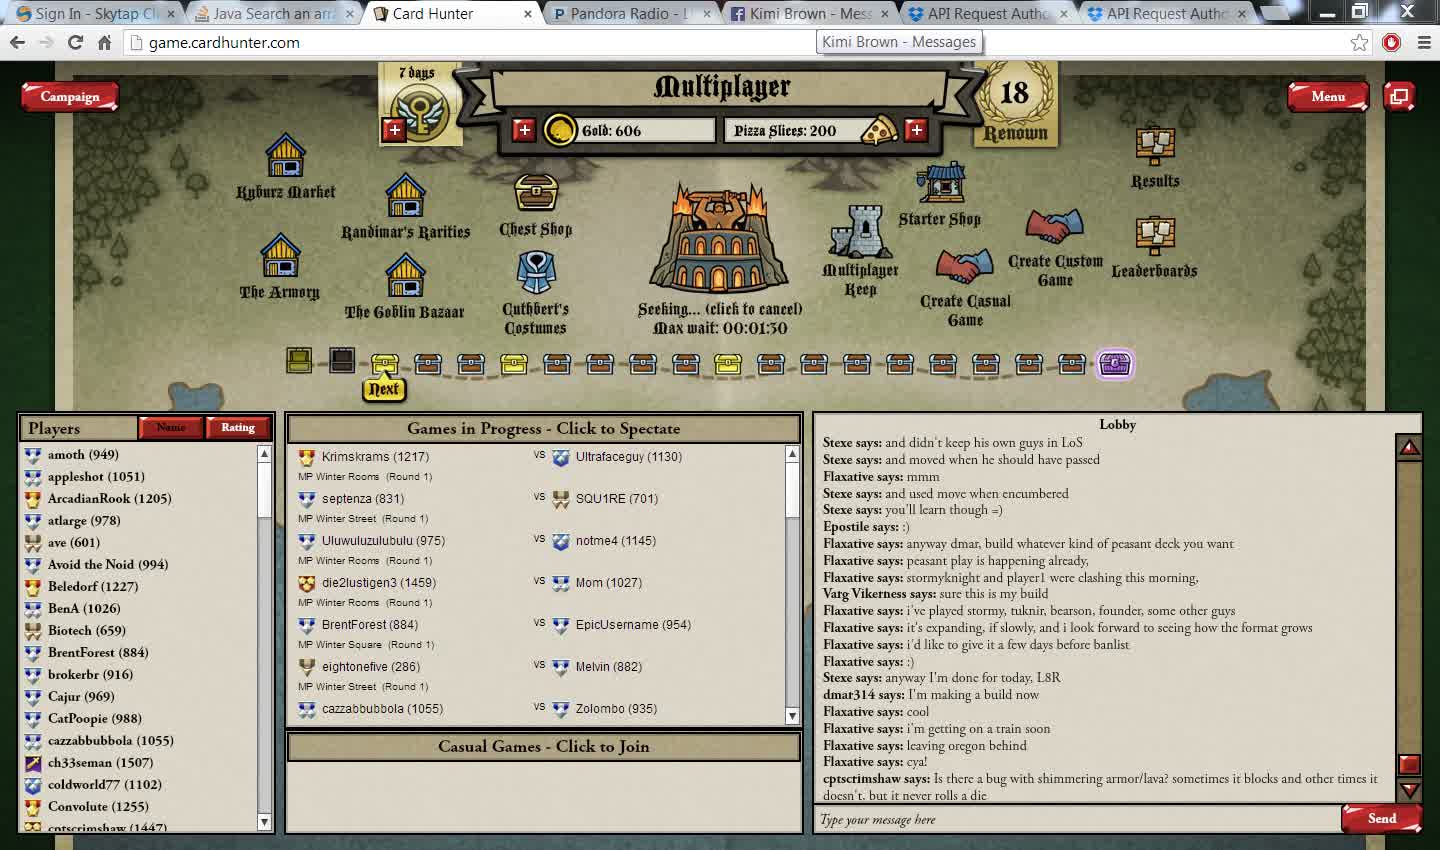 Sign In - Skytap Cl
Java Search an arra
Card Hunter
Pandora Radio - Li
Kimi Brown - Mess
API Request Autho
API Request Autho
game.cardhunter.com
Kimi Brown - Messages
Campaign
7 days
Multiplayer
18
Renown
Menu
Gold: 606
Pizza Slices: 200
Kyburz Market
Randimar's Rarities
Chest Shop
Starter Shop
Results
The Armory
The Goblin Bazaar
Cuthbert's
Costumes
Seeking... (click to cancel)
Max wait: 00:01:30
Multiplayer
Keep
Create Casual
Game
Create Custom
Game
Leaderboards
Next
Players
Name
Rating
amoth (949)
appleshot (1051)
ArcadianRook (1205)
atlarge (978)
ave (601)
Avoid the Noid (994)
Beledorf (1227)
BenA (1026)
Biotech (659)
BrentForest (884)
brokerbr (916)
Cajur (969)
CatPoopie (988)
cazzabbubbola (1055)
ch33seman (1507)
coldworld77 (1102)
Convolute (1255)
cptscrimshaw (1447)
Games in Progress - Click to Spectate
Krimskrams (1217) vs Ultrafaceguy (1130)
MP Winter Rooms (Round 1)
septenza (831) vs SQU1RE (701)
MP Winter Street (Round 1)
Uluwuluzulubulu (975) vs notme4 (1145)
MP Winter Rooms (Round 1)
die2lustigen3 (1459) vs Mom (1027)
MP Winter Rooms (Round 1)
BrentForest (884) vs EpicUsername (954)
MP Winter Square (Round 1)
eightonefive (286) vs Melvin (882)
MP Winter Street (Round 1)
cazzabbubbola (1055) vs Zolombo (935)
Casual Games - Click to Join
Lobby
Stexe says: and didn't keep his own guys in LoS
Stexe says: and moved when he should have passed
Flaxative says: mmm
Stexe says: and used move when encumbered
Stexe says: you'll learn though =)
Epostile says: :)
Flaxative says: anyway dmar, build whatever kind of peasant deck you want
Flaxative says: peasant play is happening already,
Flaxative says: stormyknight and player1 were clashing this morning,
Varg Vikerness says: sure this is my build
Flaxative says: i've played stormy, tuknir, bearson, founder, some other guys
Flaxative says: it's expanding, if slowly, and i look forward to seeing how the format grows
Flaxative says: i'd like to give it a few days before banlist
Flaxative says: :)
Stexe says: anyway I'm done for today, L8R
dmar314 says: I'm making a build now
Flaxative says: cool
Flaxative says: i'm getting on a train soon
Flaxative says: leaving oregon behind
Flaxative says: cya!
cptscrimshaw says: Is there a bug with shimmering armor/lava? sometimes it blocks and other times it
doesn't. but it never rolls a die
Type your message here
Send